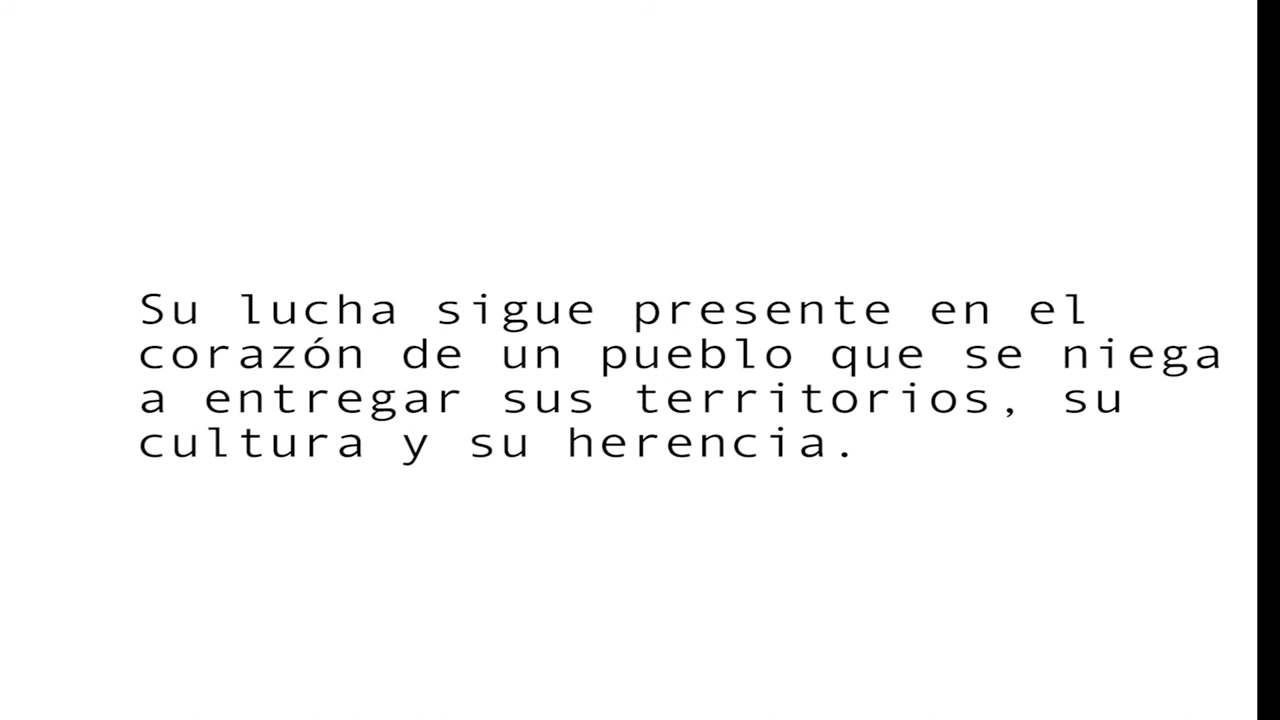 Su lucha sigue presente en el
corazón de un pueblo que se niega
a entregar sus territorios, su
cultura y su herencia.